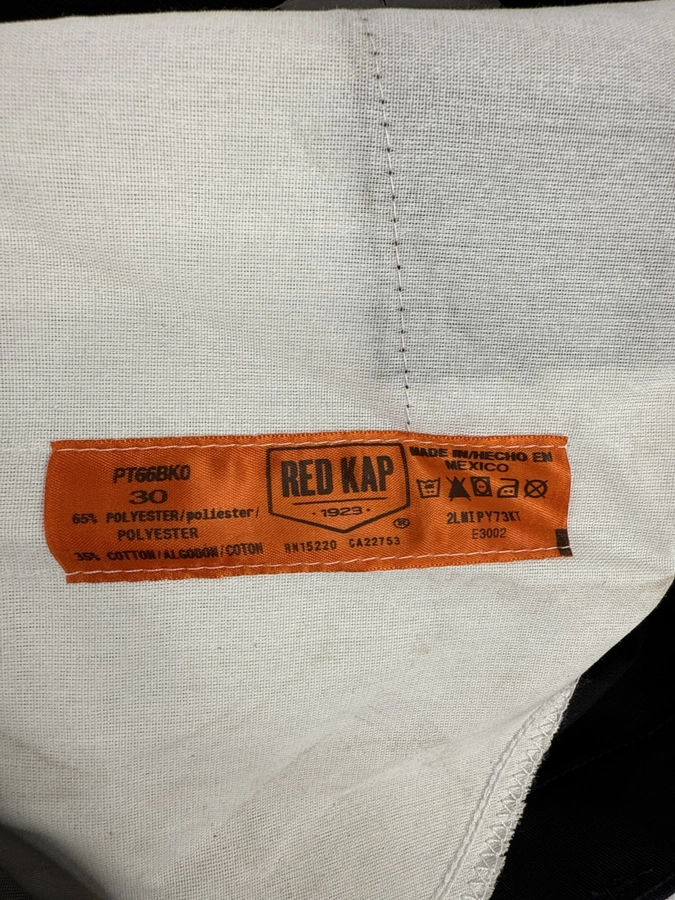 PT66BK0
30
65% POLYESTER/poliester/
POLYESTER
35% COTTON/ALGODON/COTON
RED KAP
·1923·
®
RN15220 CA22753
MADE IN/HECHO EN
MEXICO
2LMIPY73KT
E3002